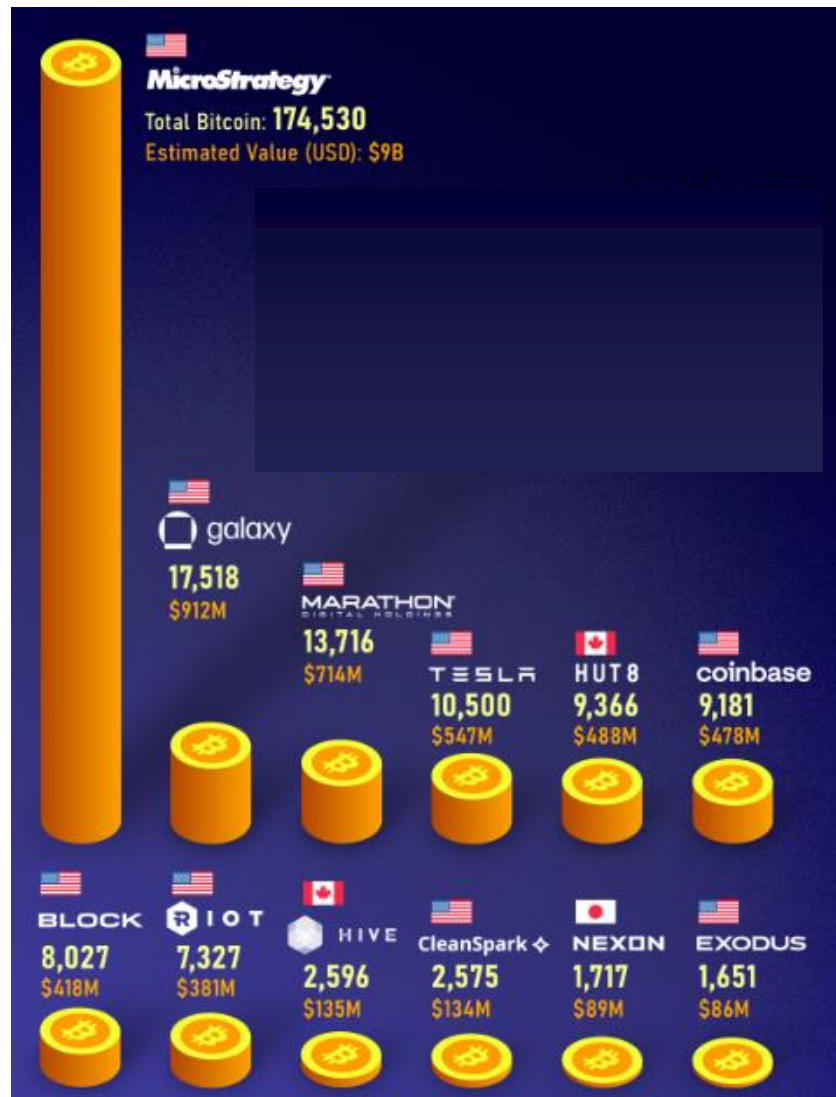 MicroStrategy
Total Bitcoin: 174,530
Estimated Value (USD): $9B
galaxy
17,518
$912M
MARATHON
DIGITAL HOLDINGS
13,716
$714M
TESLA
10,500
$547M
HUT 8
9,366
$488M
coinbase
9,181
$478M
BLOCK
8,027
$418M
RIOT
7,327
$381M
HIVE
2,596
$135M
CleanSpark
2,575
$134M
NEXON
1,717
$89M
EXODUS
1,651
$86M